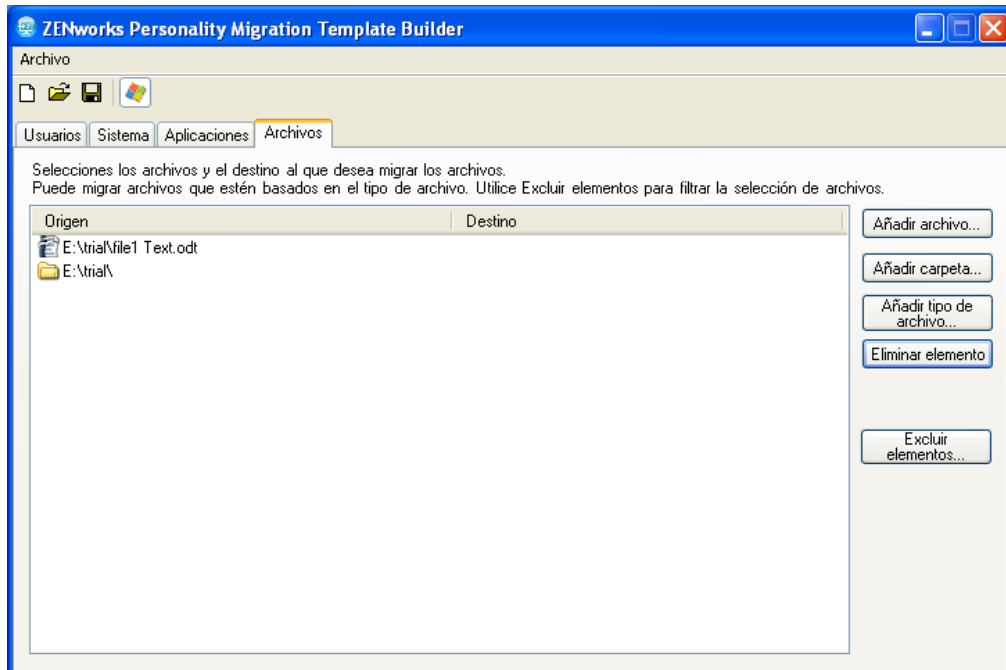 ZENworks Personality Migration Template Builder
Archivo
Usuarios Sistema Aplicaciones Archivos
Selecciones los archivos y el destino al que desea migrar los archivos.
Puede migrar archivos que estén basados en el tipo de archivo. Utilice Excluir elementos para filtrar la selección de archivos.
Origen Destino
E:\trial\file1 Text.odt
E:\trial\
Añadir archivo...
Añadir carpeta...
Añadir tipo de
archivo...
Eliminar elemento
Excluir
elementos...